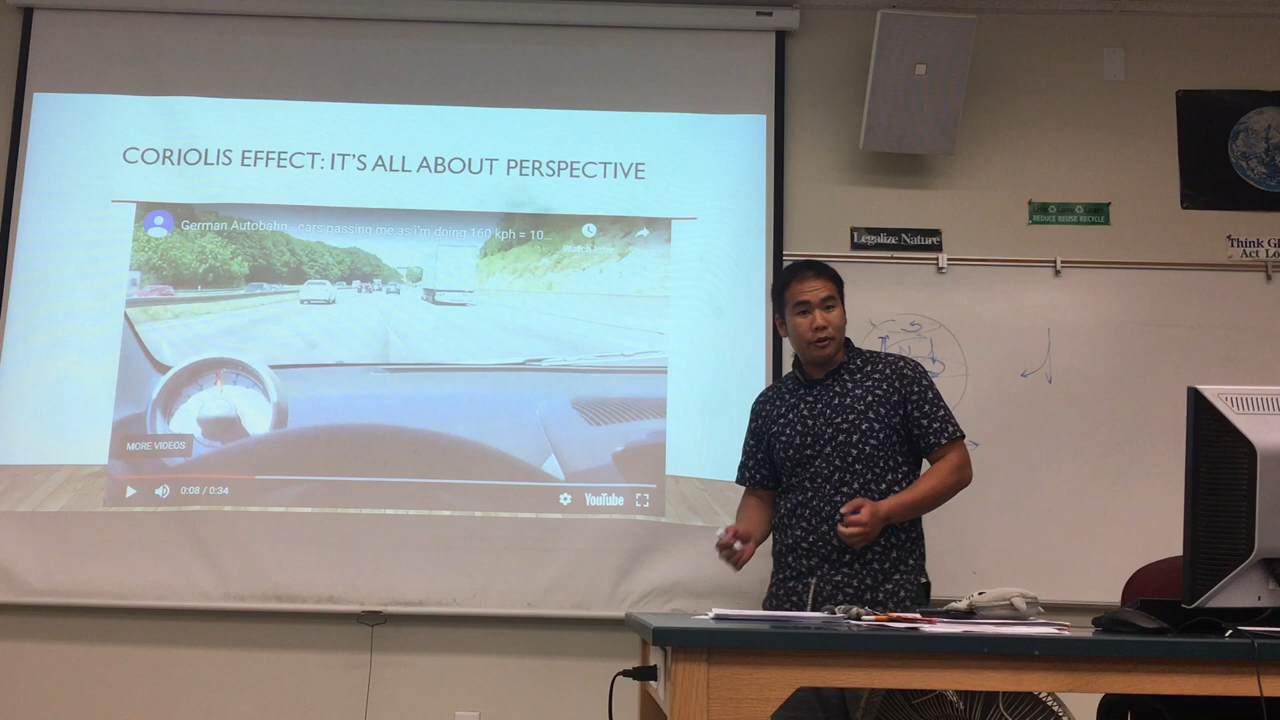 CORIOLIS EFFECT: IT'S ALL ABOUT PERSPECTIVE
German Autobahn - cars passing me as i'm doing 160 kph = 10...
Watch later
MORE VIDEOS
0:08 / 0:34
YouTube
REDUCE REUSE RECYCLE
Legalize Nature
Think Gl
Act Lo